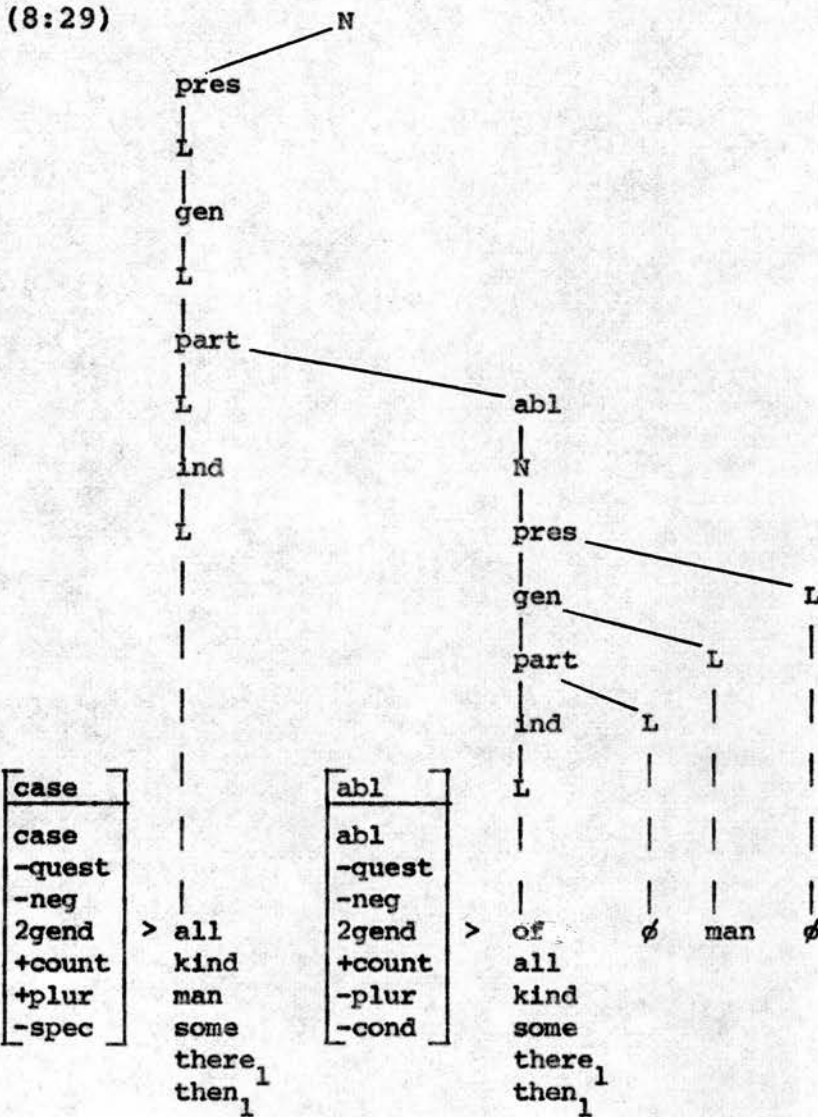 (8:29) N
pres
L
gen
L
part
L abl
ind N
L pres
gen L
part L
ind L
case abl L
case abl
-quest -quest
-neg -neg
2gend > all 2gend > of ø man ø
+count kind +count all
+plur man -plur kind
-spec some -cond some
there1 there1
then1 then1